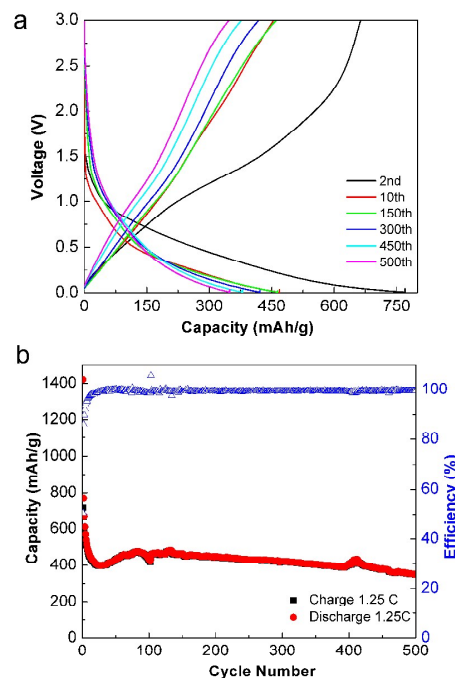 a
3.0
2.5
2.0
1.5
1.0
0.5
0.0
Voltage (V)
2nd
10th
150th
300th
450th
500th
0 150 300 450 600 750
Capacity (mAh/g)
b
1400
1200
1000
800
600
400
200
0
Capacity (mAh/g)
100
80
60
40
20
0
Efficiency (%)
Charge 1.25 C
Discharge 1.25C
0 100 200 300 400 500
Cycle Number